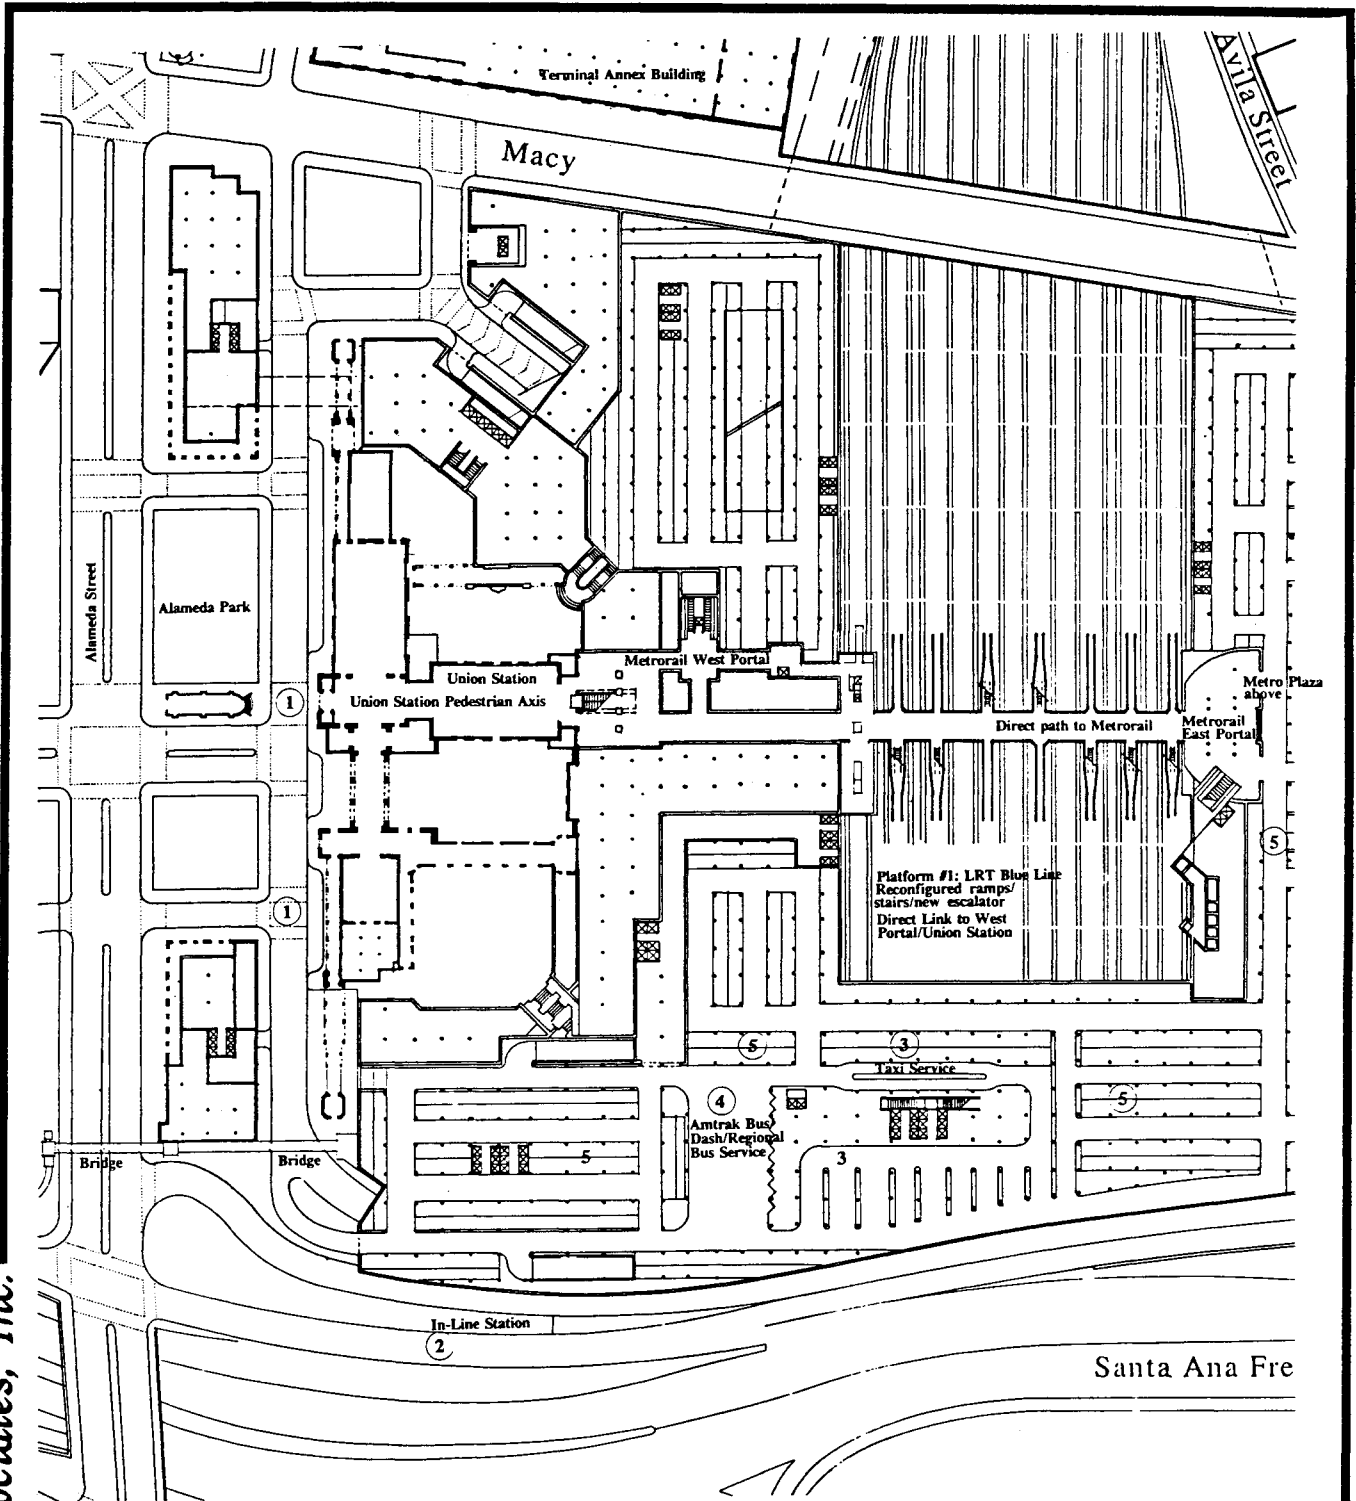 Terminal Annex Building
Avila Street
Macy
Alameda Street
Alameda Park
Metrorail West Portal
Union Station
Union Station Pedestrian Axis
1
Metro Plaza
above
Direct path to Metrorail
Metrorail
East Portal
5
Platform #1: LRT Blue Line
Reconfigured ramps/
stairs/new escalator
Direct Link to West
Portal/Union Station
1
5
3
Taxi Service
4
5
Amtrak Bus/
Dash/Regional
Bus Service
3
5
Bridge
Bridge
In-Line Station
2
Santa Ana Fre
Inc.